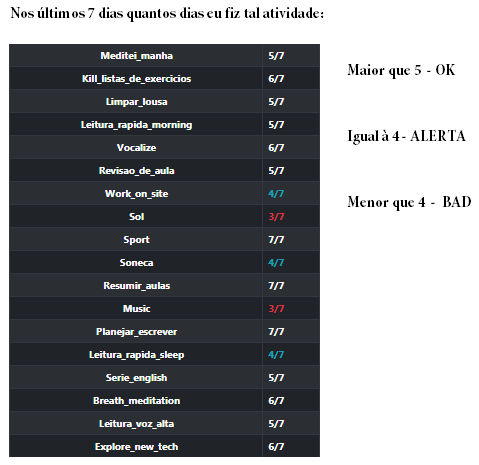 Nos últimos 7 dias quantos dias eu fiz tal atividade:
Meditei_manha 5/7
Kill_listas_de_exercicios 6/7
Limpar_lousa 5/7
Leitura_rapida_morning 5/7
Vocalize 6/7
Revisao_de_aula 5/7
Work_on_site 4/7
Sol 3/7
Sport 7/7
Soneca 4/7
Resumir_aulas 7/7
Music 3/7
Planejar_escrever 7/7
Leitura_rapida_sleep 4/7
Serie_english 5/7
Breath_meditation 6/7
Leitura_voz_alta 5/7
Explore_new_tech 6/7
Maior que 5 - OK
Igual à 4 - ALERTA
Menor que 4 - BAD